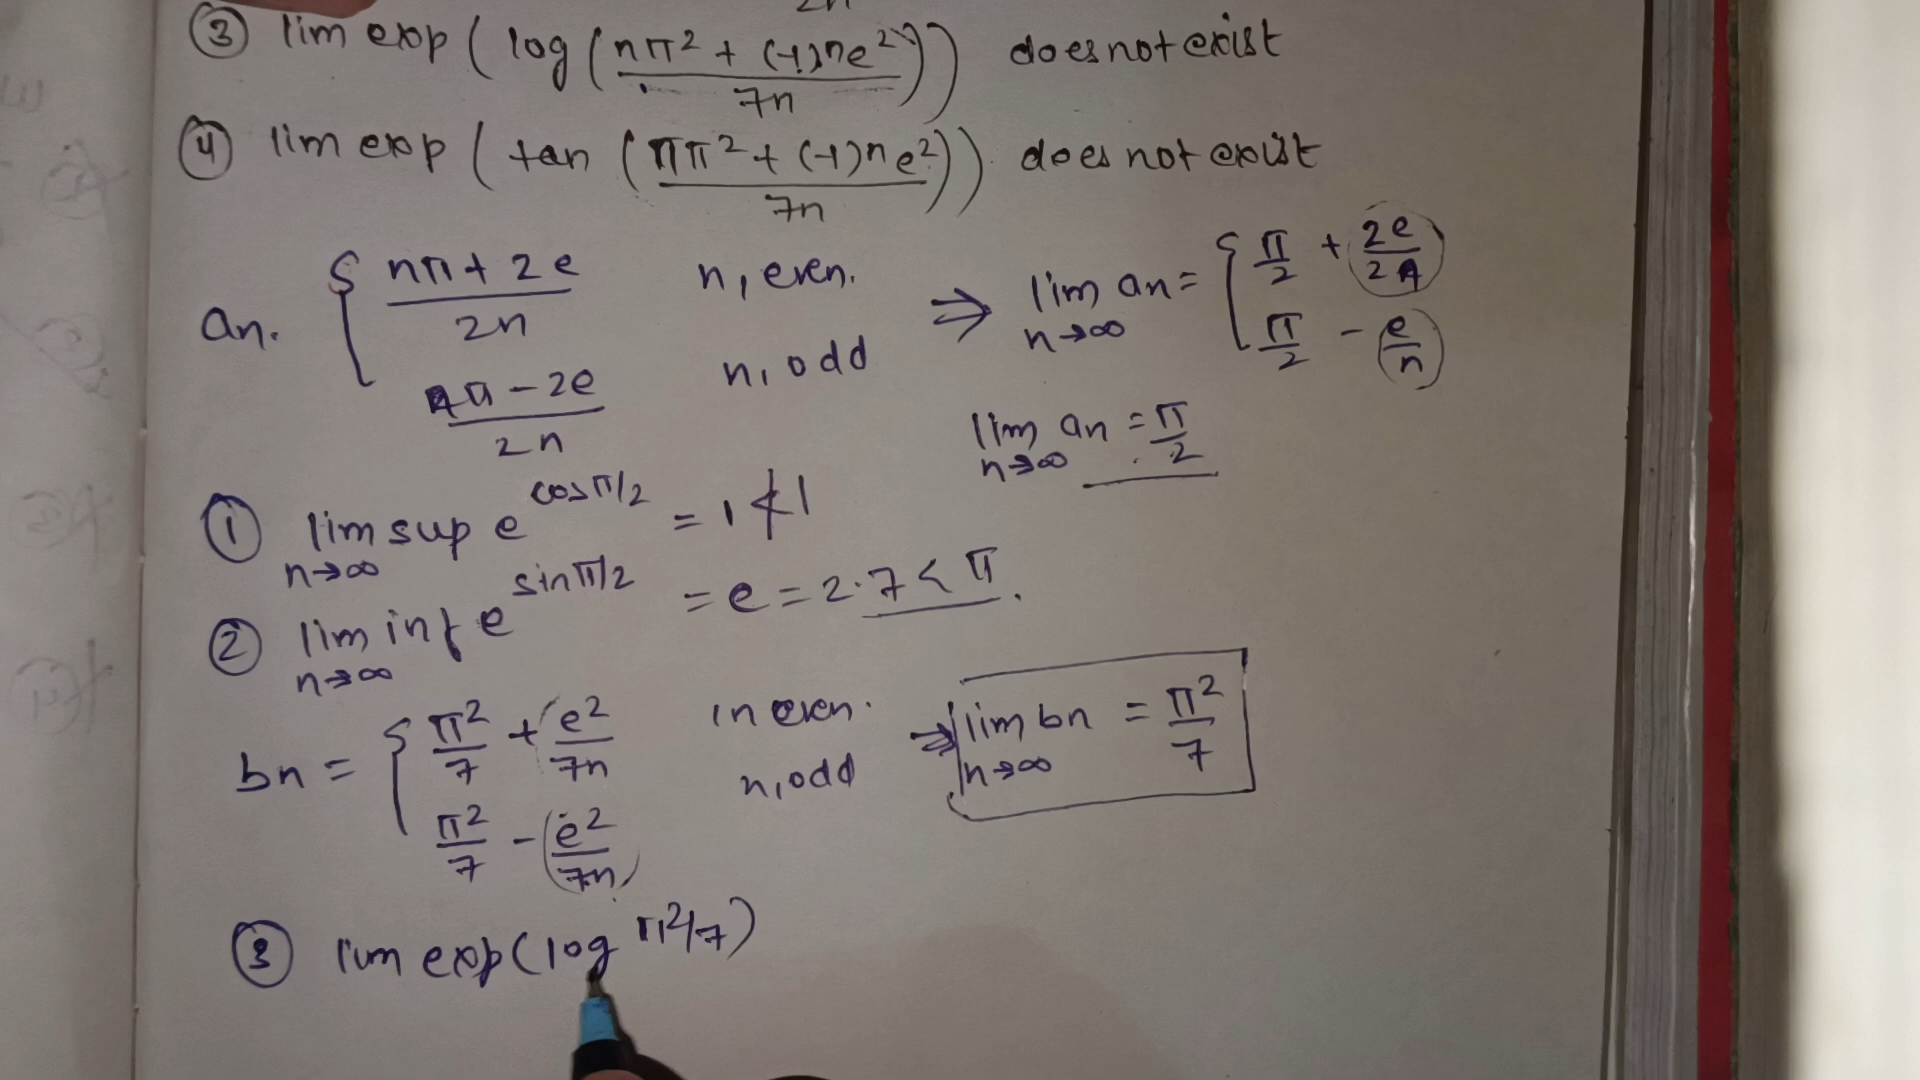 2n
③ lim exp ( log ( nπ² + (-1)ⁿe² / 7n ) ) does not exist
④ lim exp ( tan ( nπ² + (-1)ⁿe² / 7n ) ) does not exist
an. { nπ + 2e / 2n n, even. ⇒ lim n→∞ an = { π/2 + 2e/2n
nπ - 2e / 2n n, odd π/2 - e/n
lim n→∞ an = π/2
① lim sup n→∞ e^cosπ/2 = 1 ≮ 1
② lim inf n→∞ e^sinπ/2 = e = 2.7 < π.
bn = { π²/7 + e²/7n , n even. ⇒ lim n→∞ bn = π²/7
π²/7 - e²/7n n, odd
③ lim exp(log π²/7)